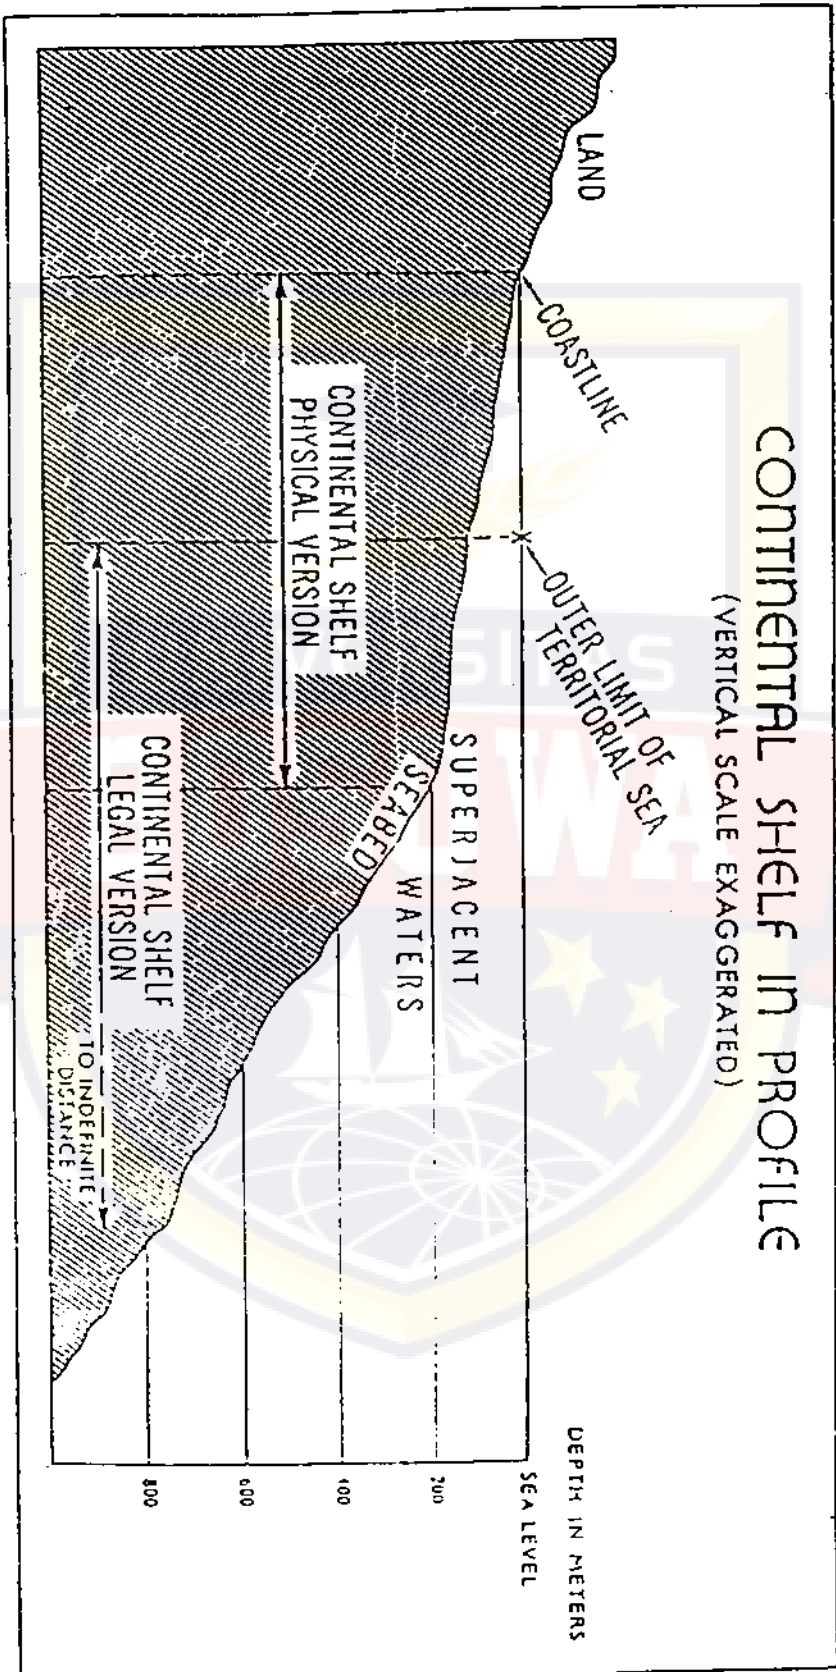 CONTINENTAL SHELF IN PROFILE
(VERTICAL SCALE EXAGGERATED)
DEPTH IN METERS
LAND
COASTLINE
OUTER LIMIT OF
TERRITORIAL SEA
SEA LEVEL
SUPERJACENT
WATERS
200
SEABED
CONTINENTAL SHELF
PHYSICAL VERSION
600
800
CONTINENTAL SHELF
LEGAL VERSION
TO INDEFINITE
DISTANCE